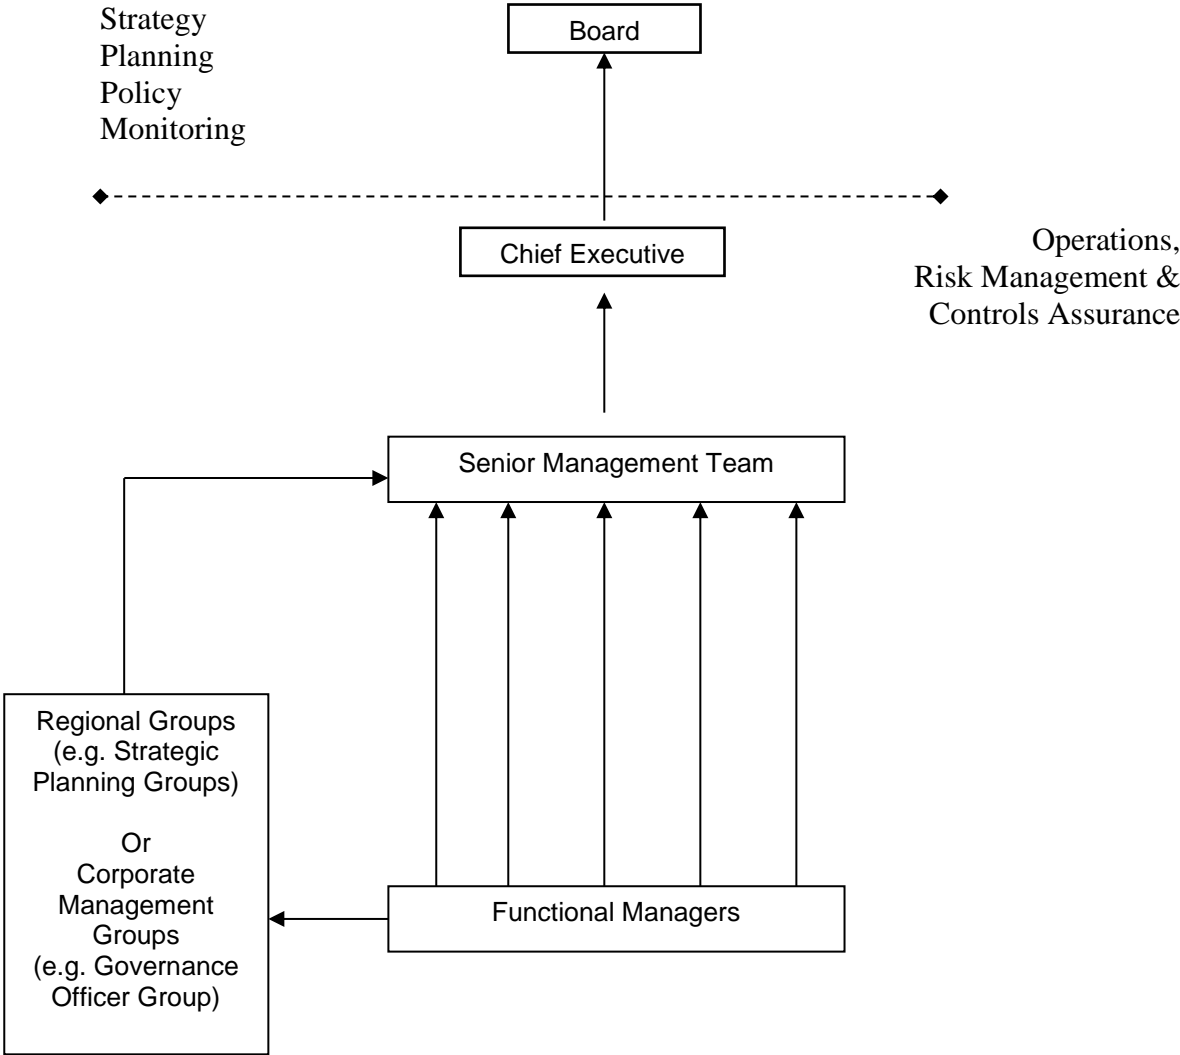 Strategy
Planning
Policy
Monitoring
Board
Chief Executive
Operations,
Risk Management &
Controls Assurance
Senior Management Team
Regional Groups
(e.g. Strategic
Planning Groups)
Or
Corporate
Management
Groups
(e.g. Governance
Officer Group)
Functional Managers